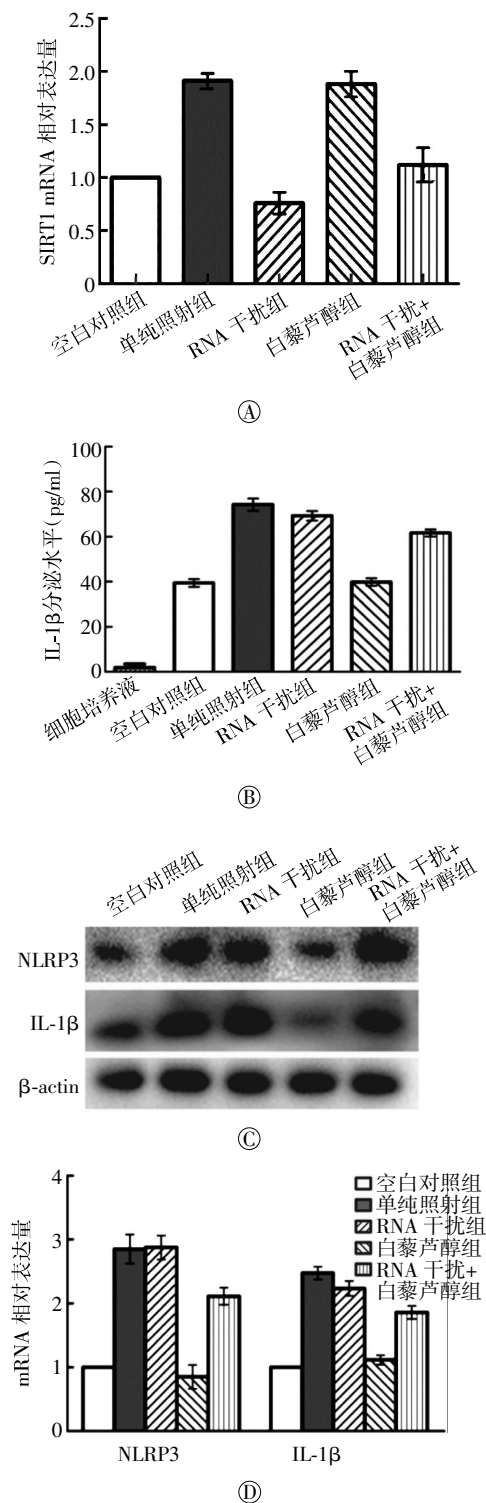 SIRT1 mRNA 相对表达量
2.5
2.0
1.5
1.0
0.5
0
空白对照组
单纯照射组
RNA 干扰组
白藜芦醇组
RNA 干扰+
白藜芦醇组
Ⓐ
IL-1β分泌水平(pg/ml)
100
80
60
40
20
0
细胞培养液
空白对照组
单纯照射组
RNA 干扰组
白藜芦醇组
RNA 干扰+
白藜芦醇组
Ⓑ
空白对照组
单纯照射组
RNA 干扰组
白藜芦醇组
RNA 干扰+
白藜芦醇组
NLRP3
IL-1β
β-actin
Ⓒ
mRNA 相对表达量
4
3
2
1
0
空白对照组
单纯照射组
RNA 干扰组
白藜芦醇组
RNA 干扰+
白藜芦醇组
NLRP3
IL-1β
Ⓓ